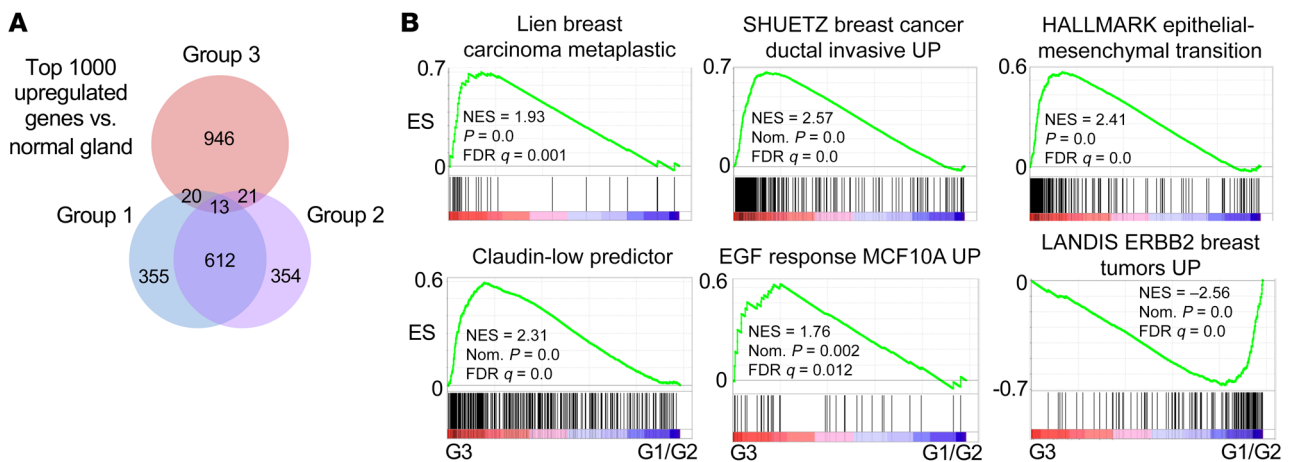 A
Top 1000
upregulated
genes vs.
normal gland
Group 3
946
20
21
13
Group 1
Group 2
355
612
354
B
Lien breast
carcinoma metaplastic
0.7
ES
0
NES = 1.93
P = 0.0
FDR q = 0.001
SHUETZ breast cancer
ductal invasive UP
0.7
0
NES = 2.57
Nom. P = 0.0
FDR q = 0.0
HALLMARK epithelial-
mesenchymal transition
0.6
0
NES = 2.41
P = 0.0
FDR q = 0.0
Claudin-low predictor
0.6
ES
0
NES = 2.31
Nom. P = 0.0
FDR q = 0.0
G3
G1/G2
EGF response MCF10A UP
0.6
0
NES = 1.76
Nom. P = 0.002
FDR q = 0.012
G3
G1/G2
LANDIS ERBB2 breast
tumors UP
0
-0.7
NES = –2.56
Nom. P = 0.0
FDR q = 0.0
G3
G1/G2